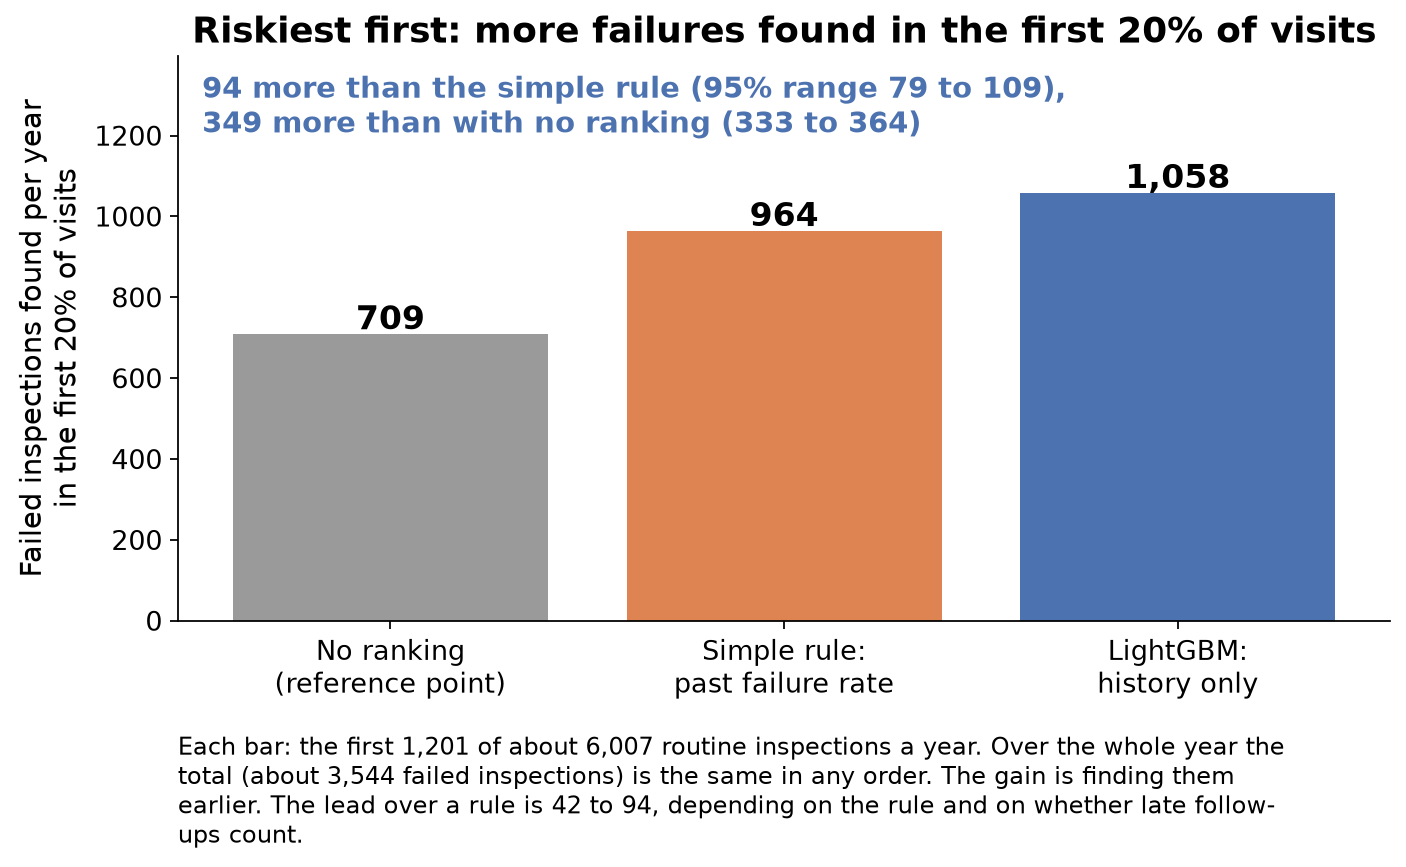 Riskiest first: more failures found in the first 20% of visits
94 more than the simple rule (95% range 79 to 109),
349 more than with no ranking (333 to 364)
Failed inspections found per year
in the first 20% of visits
1200
1000
800
600
400
200
0
709
964
1,058
No ranking
(reference point)
Simple rule:
past failure rate
LightGBM:
history only
Each bar: the first 1,201 of about 6,007 routine inspections a year. Over the whole year the
total (about 3,544 failed inspections) is the same in any order. The gain is finding them
earlier. The lead over a rule is 42 to 94, depending on the rule and on whether late follow-
ups count.